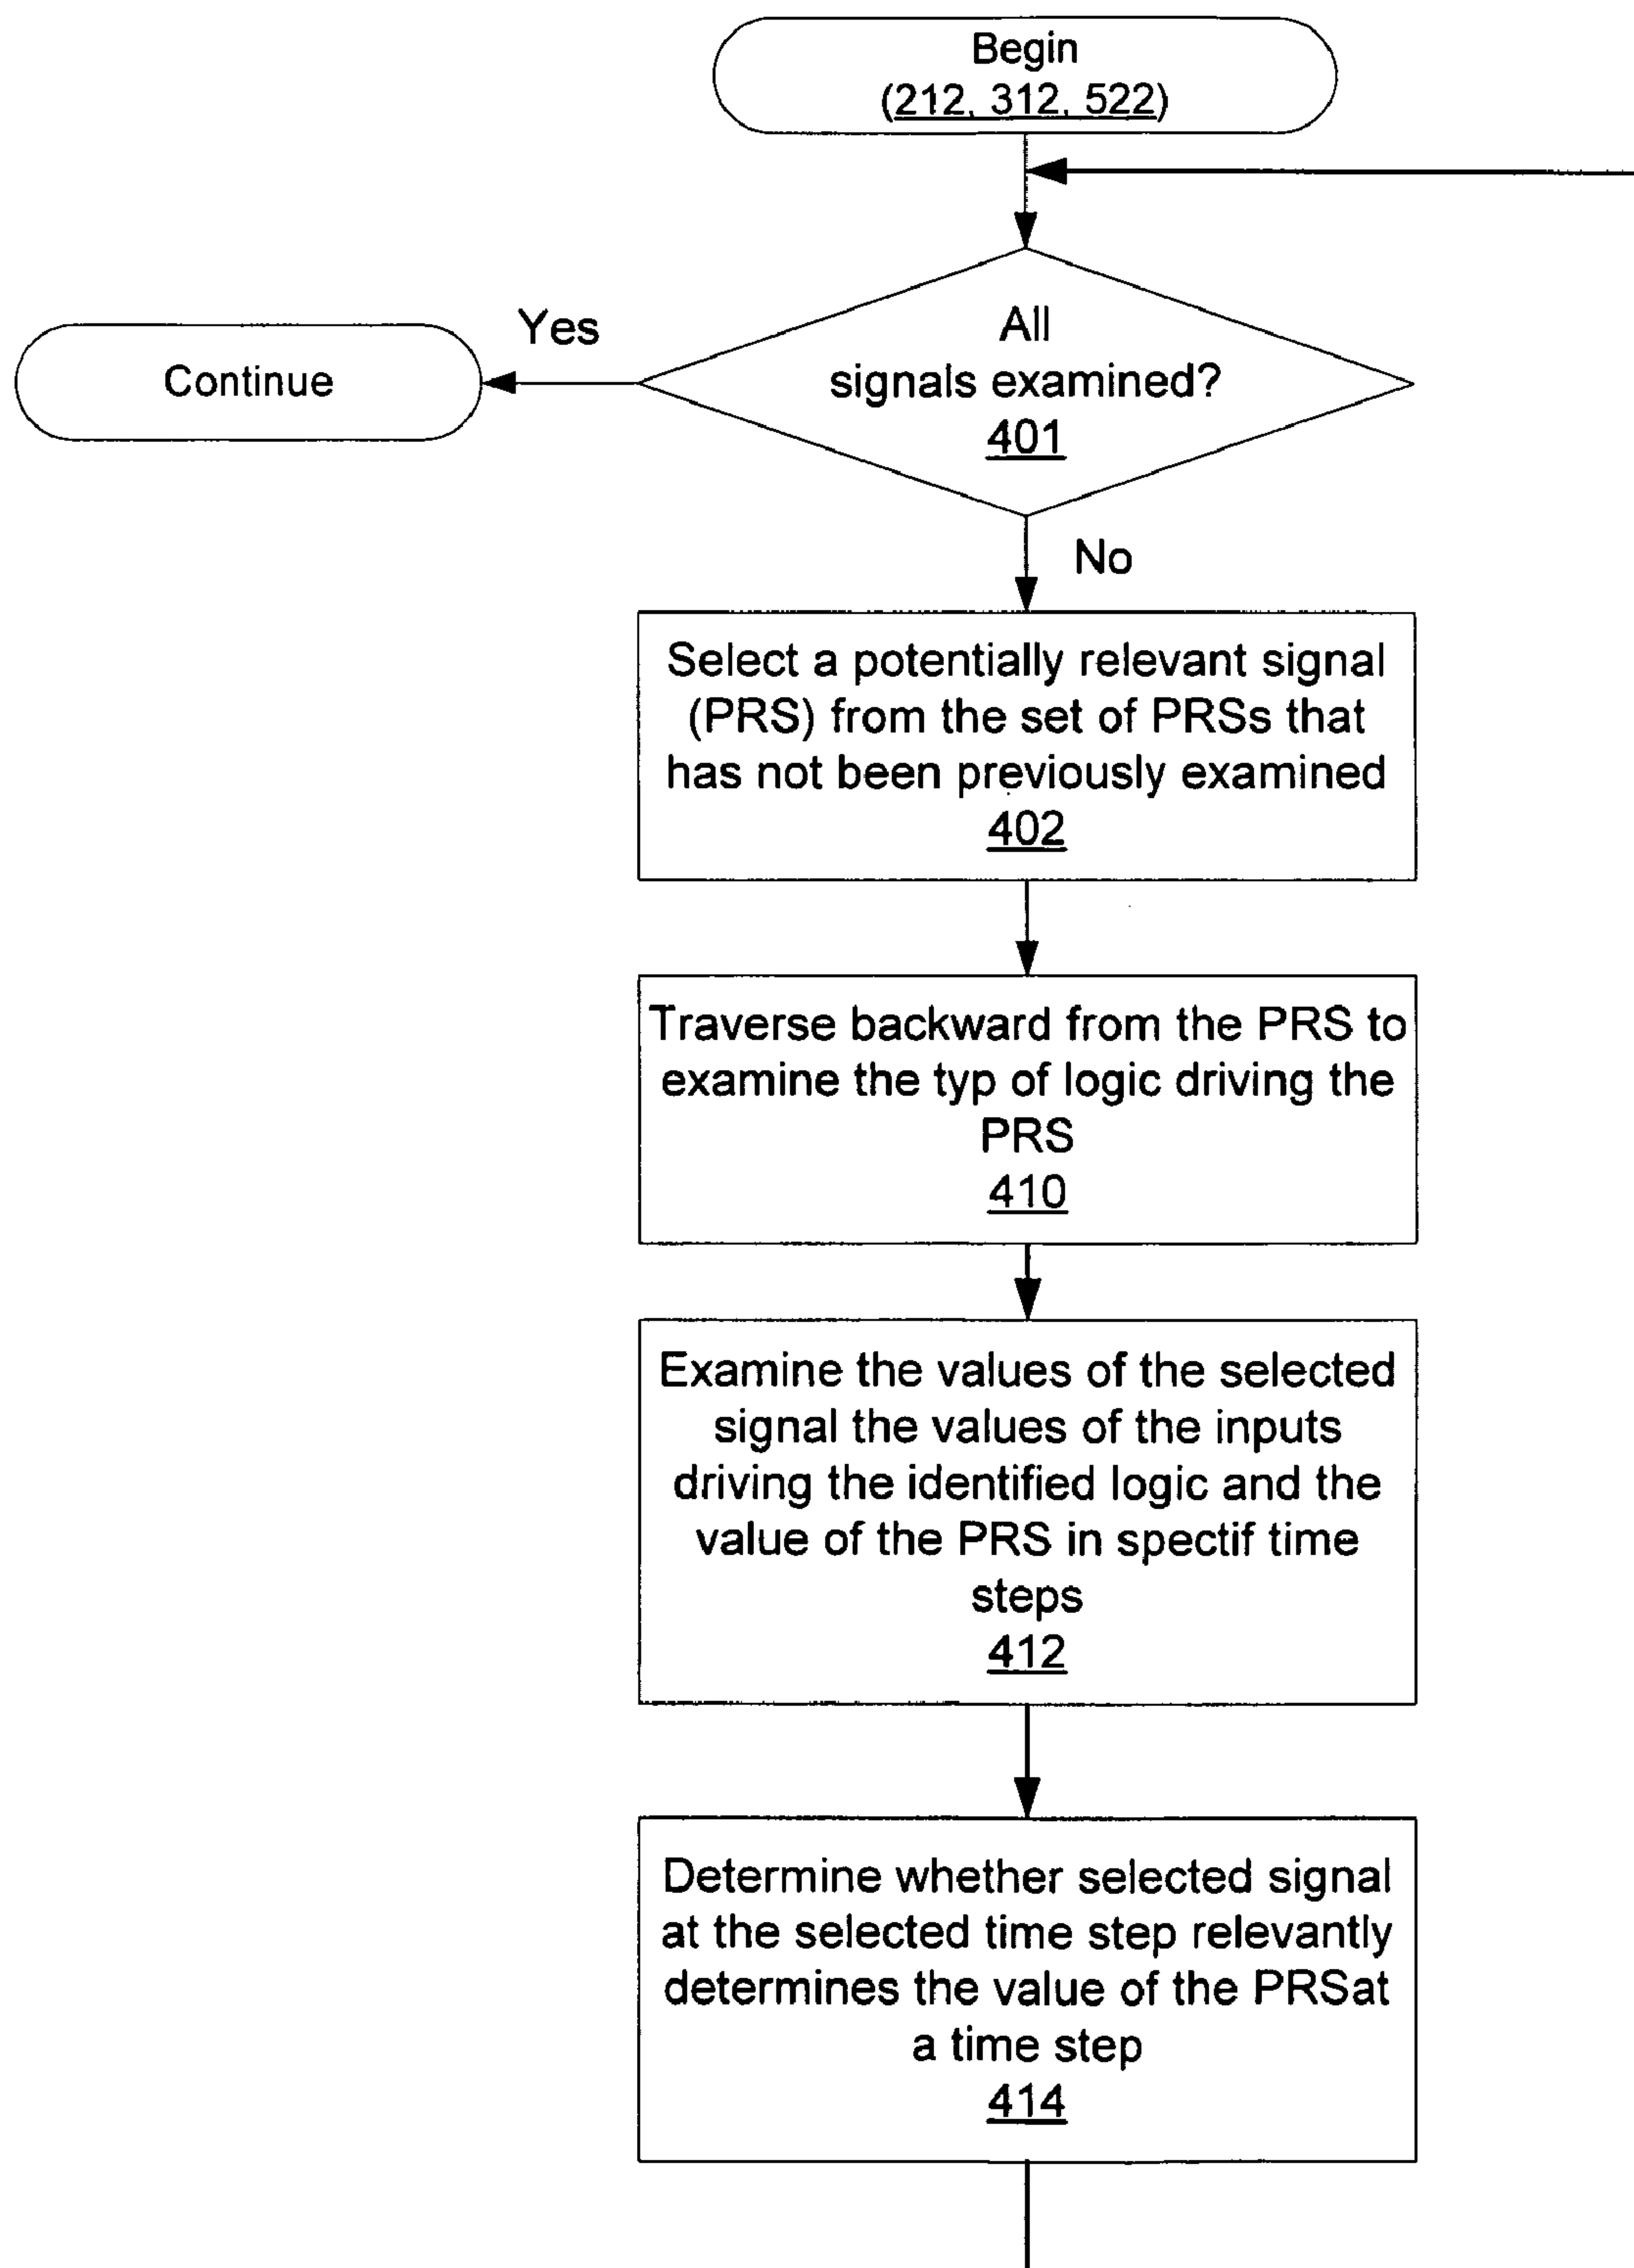 Begin
(212, 312, 522)
All
signals examined?
401
Yes
Continue
No
Select a potentially relevant signal
(PRS) from the set of PRSs that
has not been previously examined
402
Traverse backward from the PRS to
examine the typ of logic driving the
PRS
410
Examine the values of the selected
signal the values of the inputs
driving the identified logic and the
value of the PRS in spectif time
steps
412
Determine whether selected signal
at the selected time step relevantly
determines the value of the PRSat
a time step
414